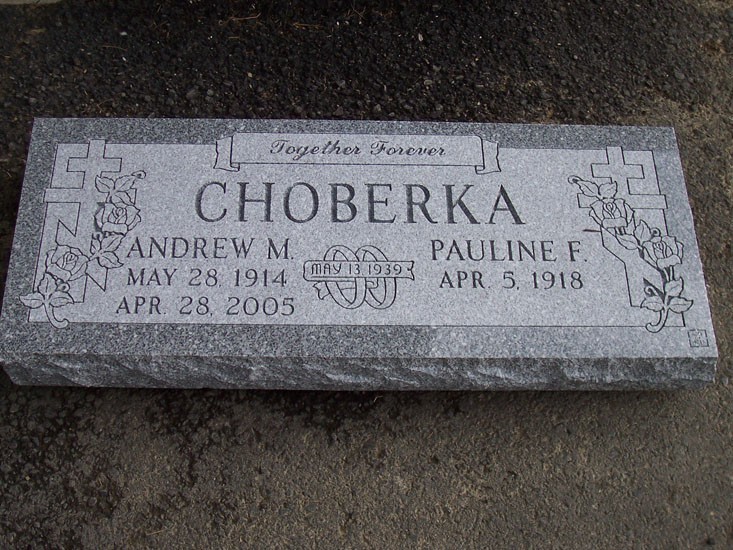 Together Forever
CHOBERKA
ANDREW M.
MAY 28, 1914
APR. 28, 2005
MAY 13 1939
PAULINE F.
APR. 5, 1918